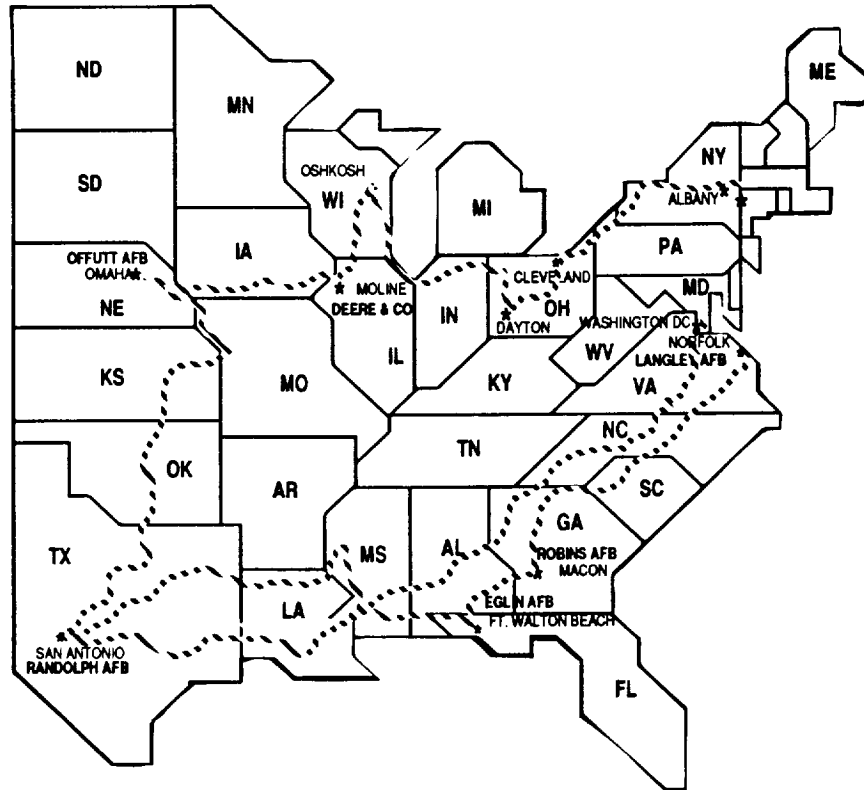 ND
MN
ME
SD
OSHKOSH
WI
MI
NY
ALBANY
IA
PA
OFFUTT AFB
OMAHA
MOLINE
DEERE & CO
CLEVELAND
MD
NE
IN
OH
DAYTON
WASHINGTON DC
NORFOLK
LANGLEY AFB
KS
MO
IL
WV
KY
VA
TN
NC
OK
AR
SC
TX
MS
AL
GA
ROBINS AFB
MACON
LA
EGLIN AFB
FT. WALTON BEACH
SAN ANTONIO
RANDOLPH AFB
FL